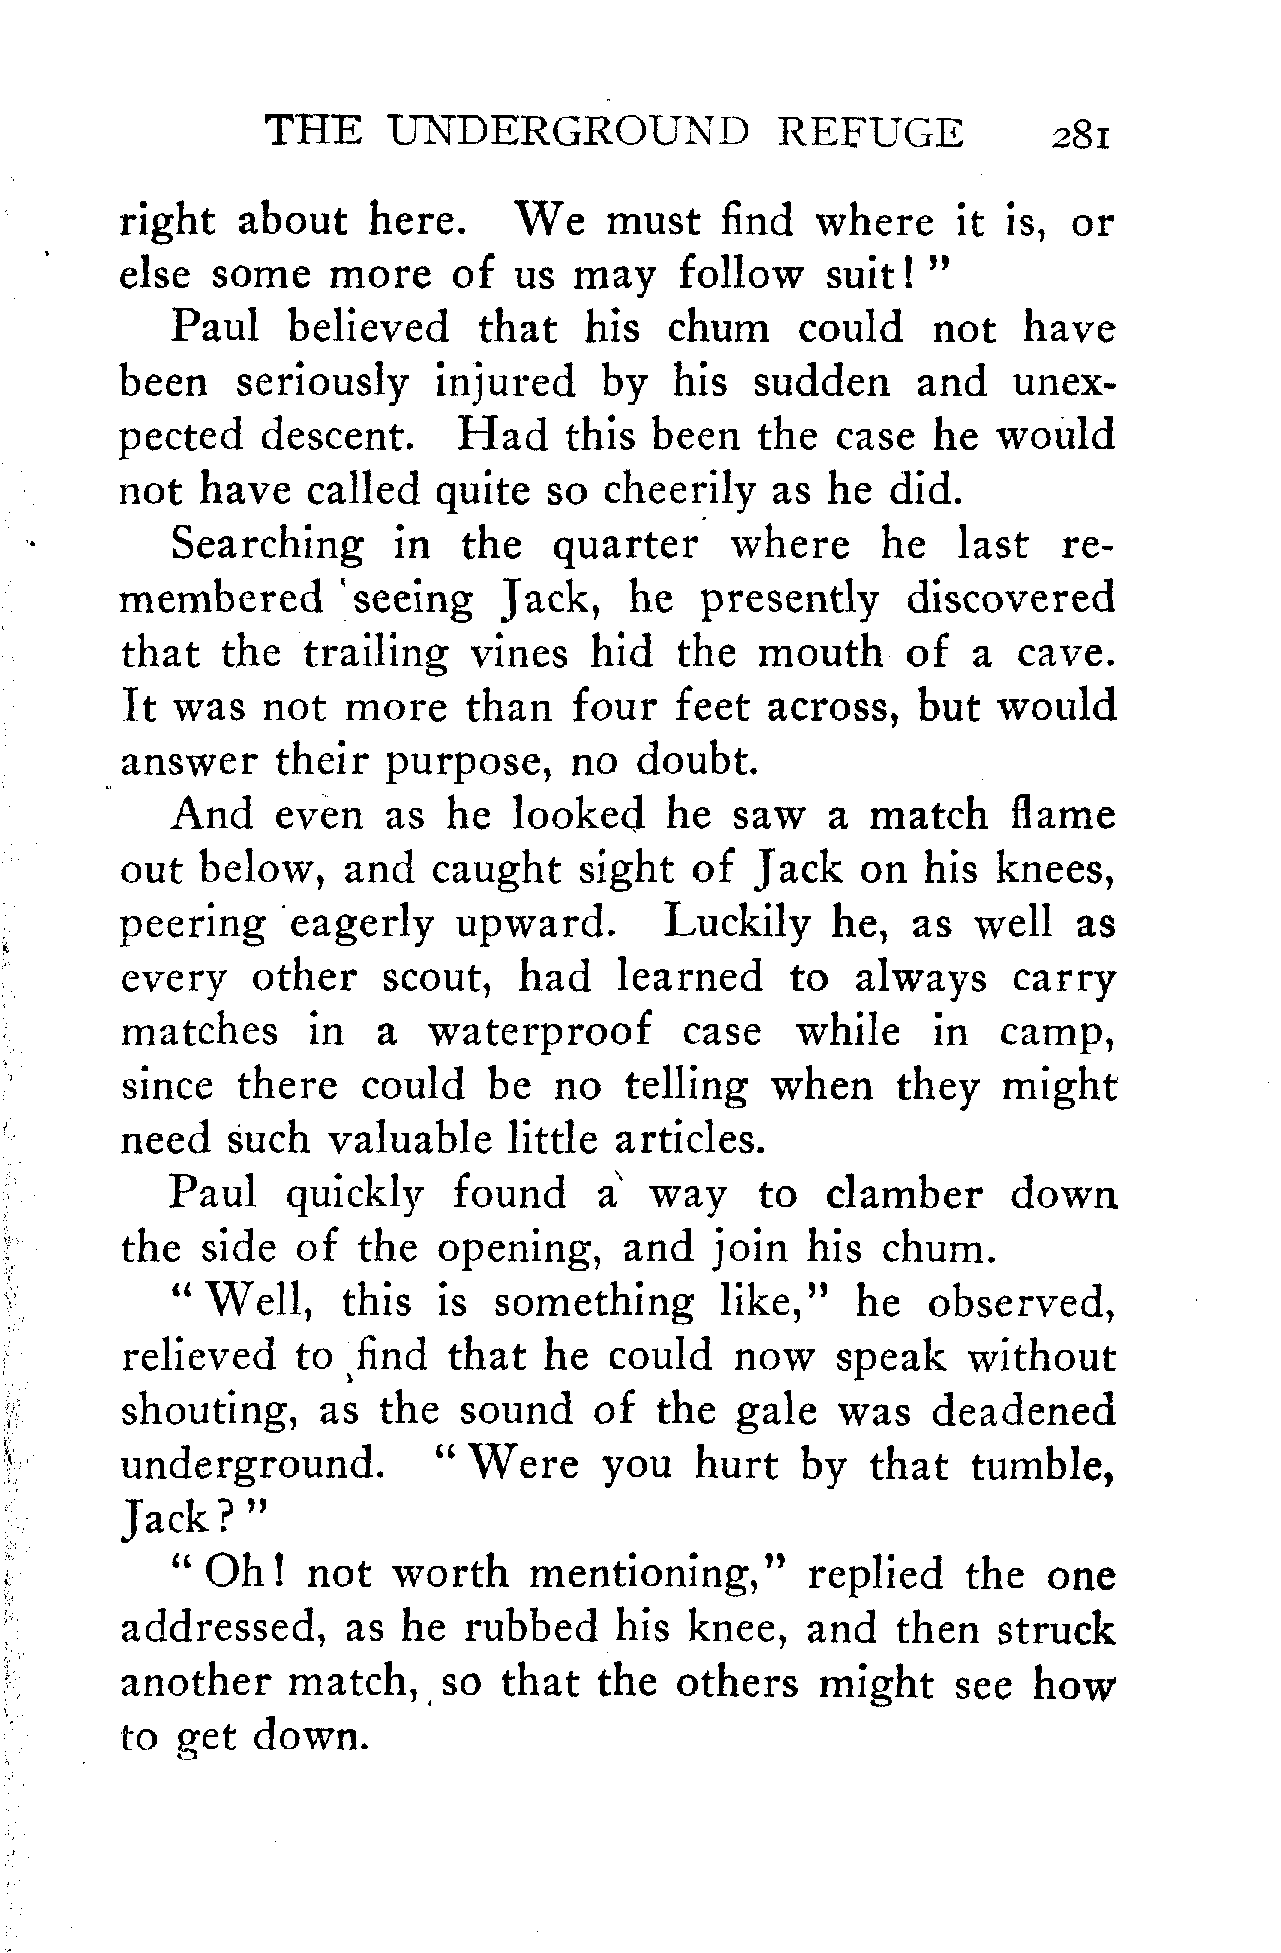 THE UNDERGROUND REFUGE 281
right about here. We must find where it is, or
else some more of us may follow suit! "
Paul believed that his chum could not have
been seriously injured by his sudden and unex-
pected descent. Had this been the case he would
not have called quite so cheerily as he did.
Searching in the quarter where he last re-
membered seeing Jack, he presently discovered
that the trailing vines hid the mouth of a cave.
It was not more than four feet across, but would
answer their purpose, no doubt.
And even as he looked he saw a match flame
out below, and caught sight of Jack on his knees,
peering eagerly upward. Luckily he, as well as
every other scout, had learned to always carry
matches in a waterproof case while in camp,
since there could be no telling when they might
need such valuable little articles.
Paul quickly found a way to clamber down
the side of the opening, and join his chum.
" Well, this is something like," he observed,
relieved to find that he could now speak without
shouting, as the sound of the gale was deadened
underground. " Were you hurt by that tumble,
Jack? "
" Oh! not worth mentioning," replied the one
addressed, as he rubbed his knee, and then struck
another match, so that the others might see how
to get down.